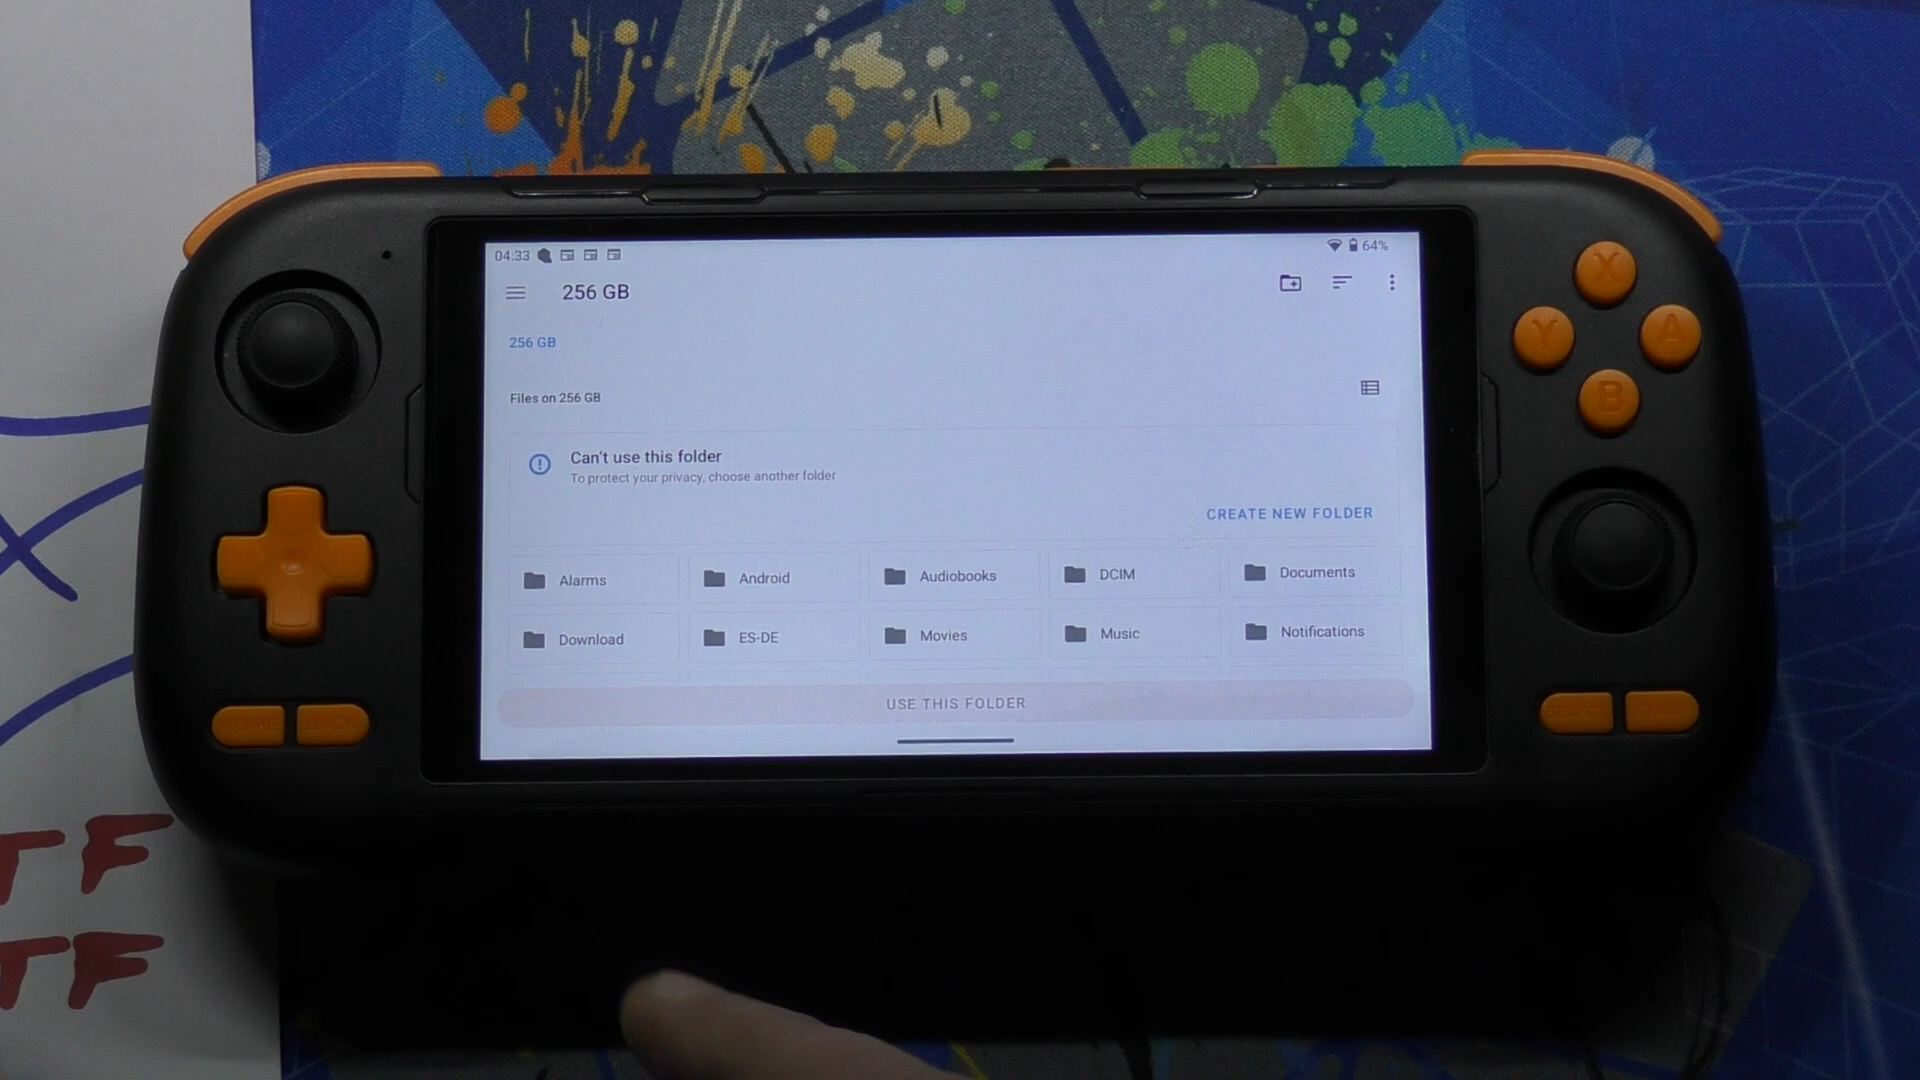 04:33
64%
256 GB
256 GB
Files on 256 GB
Can't use this folder
To protect your privacy, choose another folder
CREATE NEW FOLDER
Alarms Android Audiobooks DCIM Documents
Download ES-DE Movies Music Notifications
USE THIS FOLDER
X
Y A
B
TF
TF